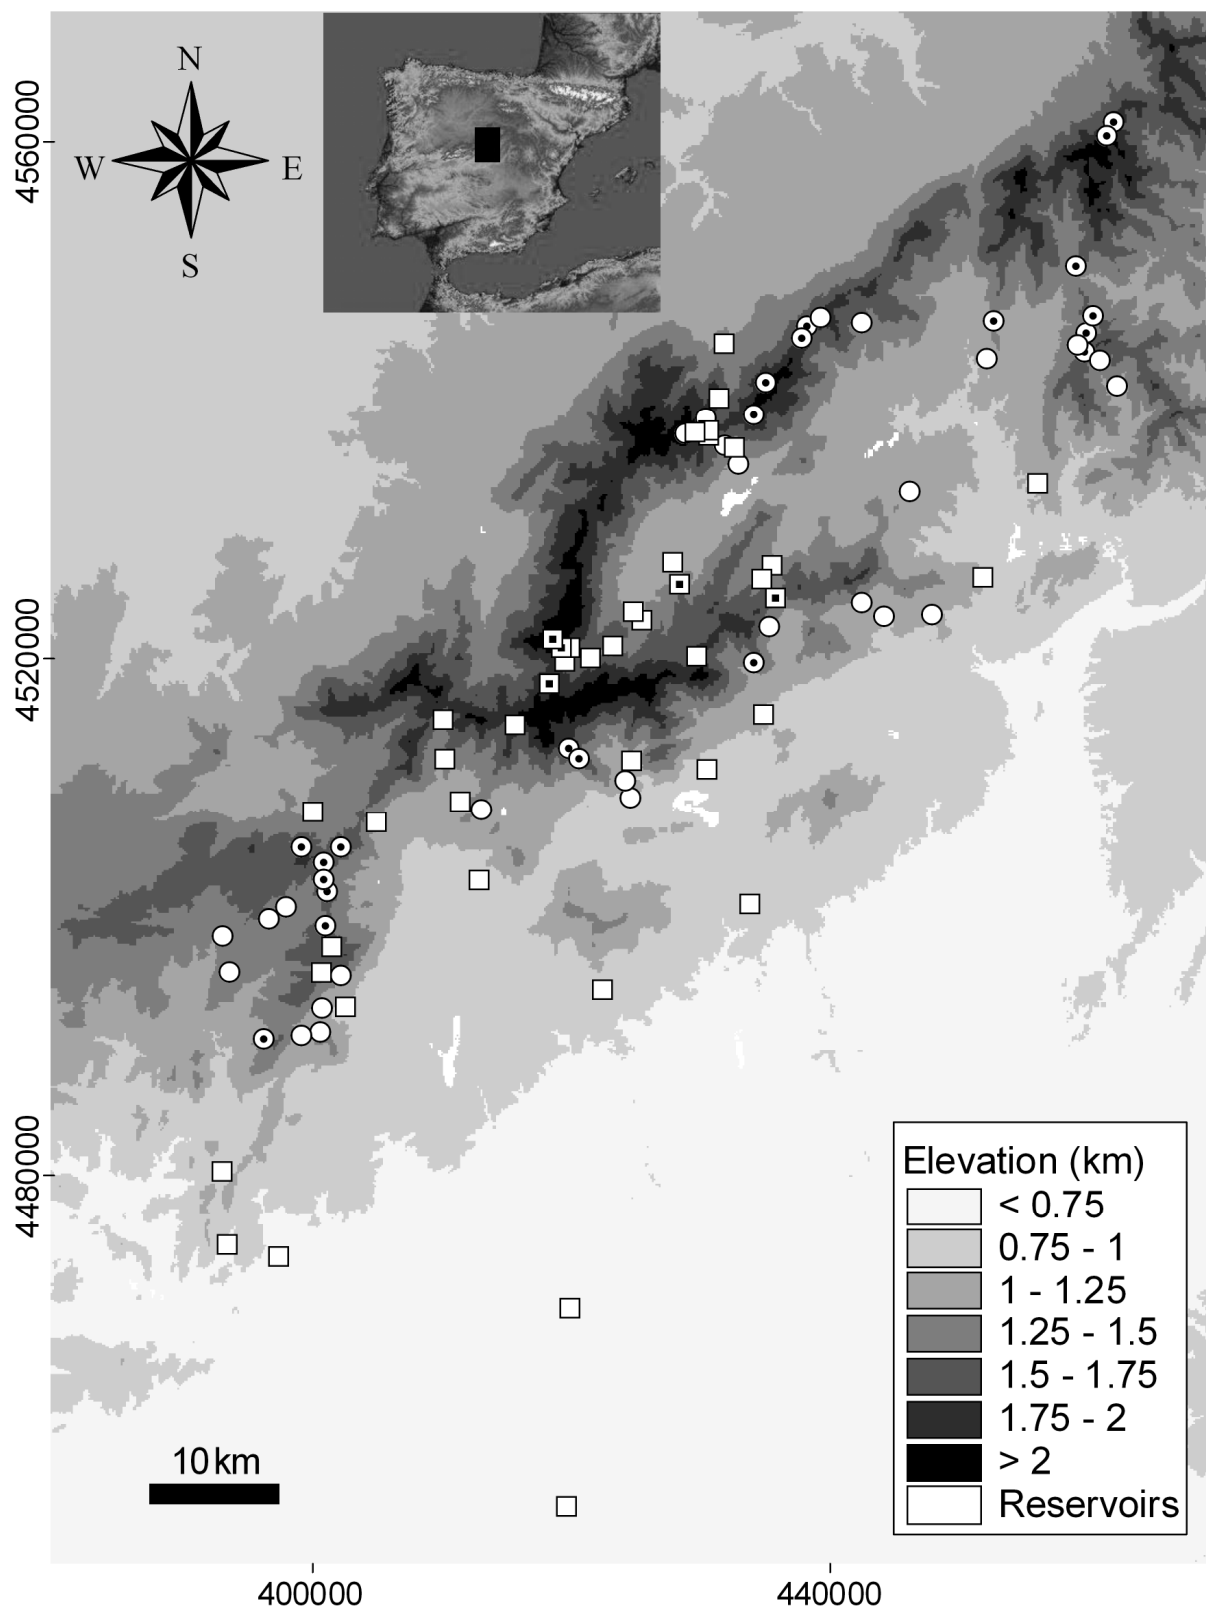 N
W
E
S
4560000
4520000
4480000
Elevation (km)
< 0.75
0.75 - 1
1 - 1.25
1.25 - 1.5
1.5 - 1.75
1.75 - 2
> 2
Reservoirs
10 km
400000
440000